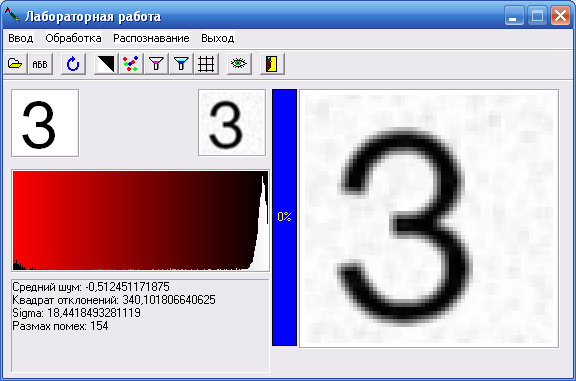 Лабораторная работа
Ввод Обработка Распознавание Выход
АБВ
3 3
0%
3
Средний шум: -0,512451171875
Квадрат отклонений: 340,101806640625
Sigma: 18,4418493281119
Размах помех: 154